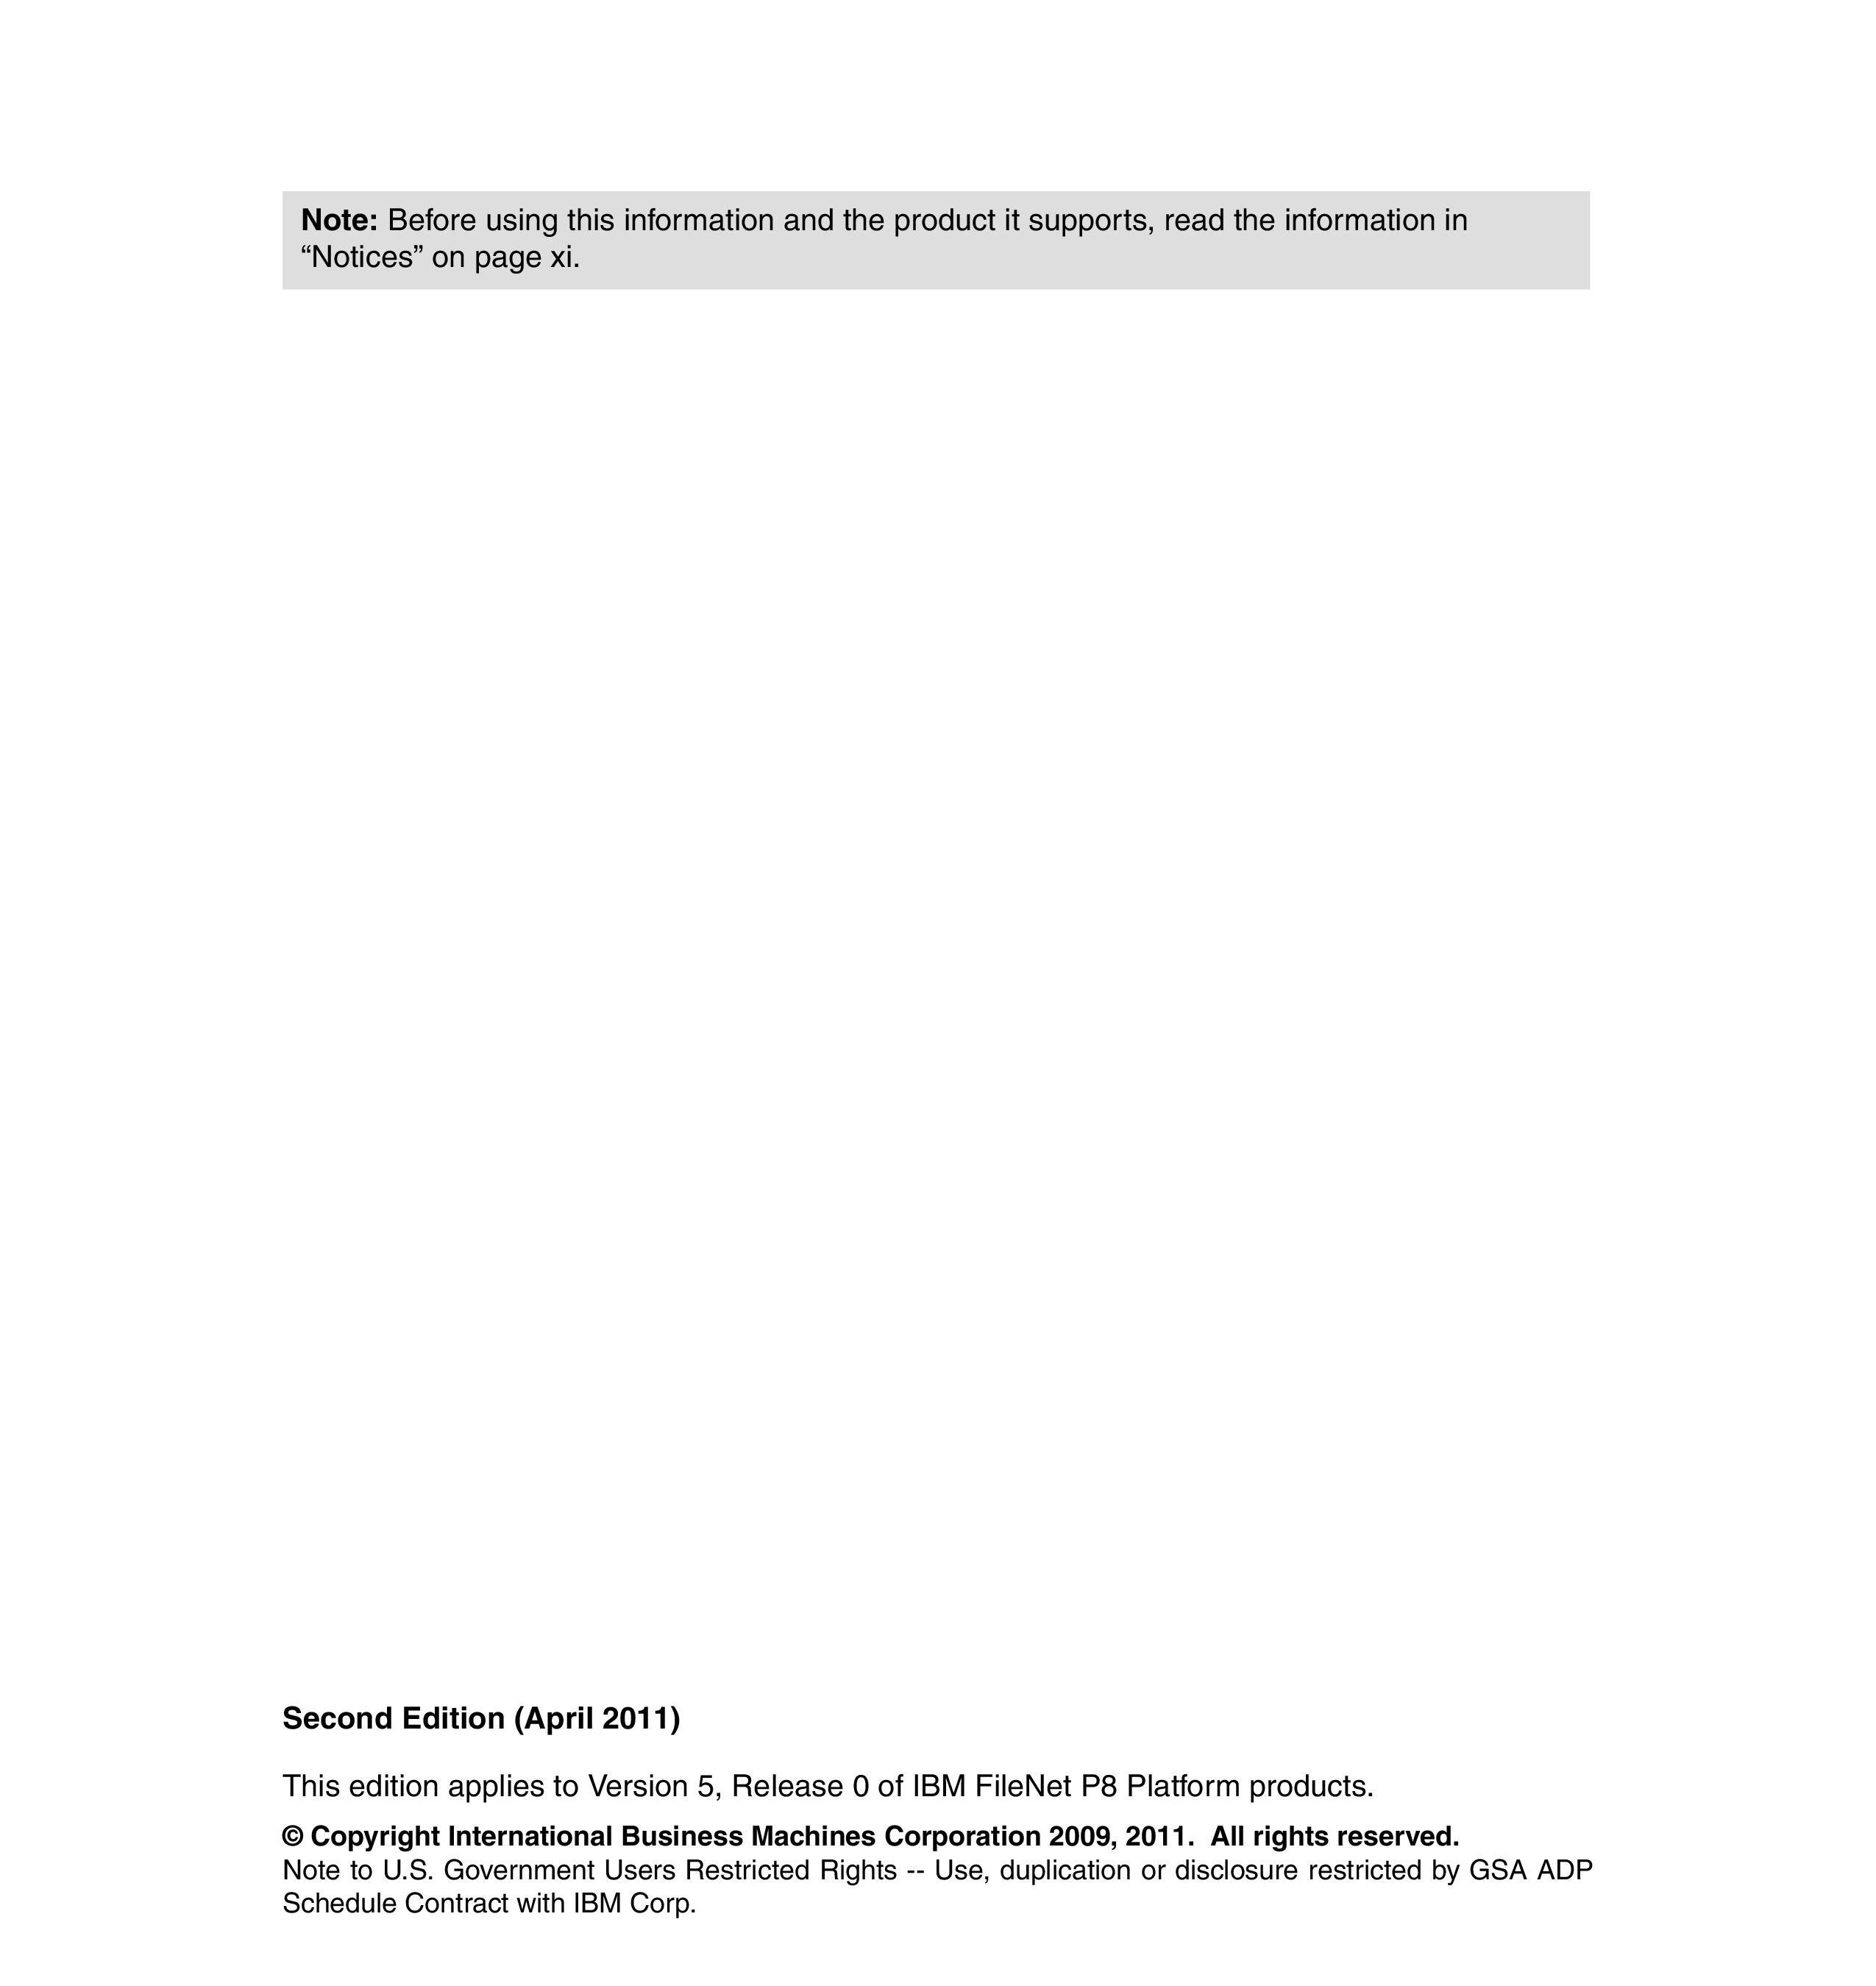 Note: Before using this information and the product it supports, read the information in
“Notices” on page xi.
Second Edition (April 2011)
This edition applies to Version 5, Release 0 of IBM FileNet P8 Platform products.
© Copyright International Business Machines Corporation 2009, 2011.  All rights reserved.
Note to U.S. Government Users Restricted Rights -- Use, duplication or disclosure restricted by GSA ADP
Schedule Contract with IBM Corp.